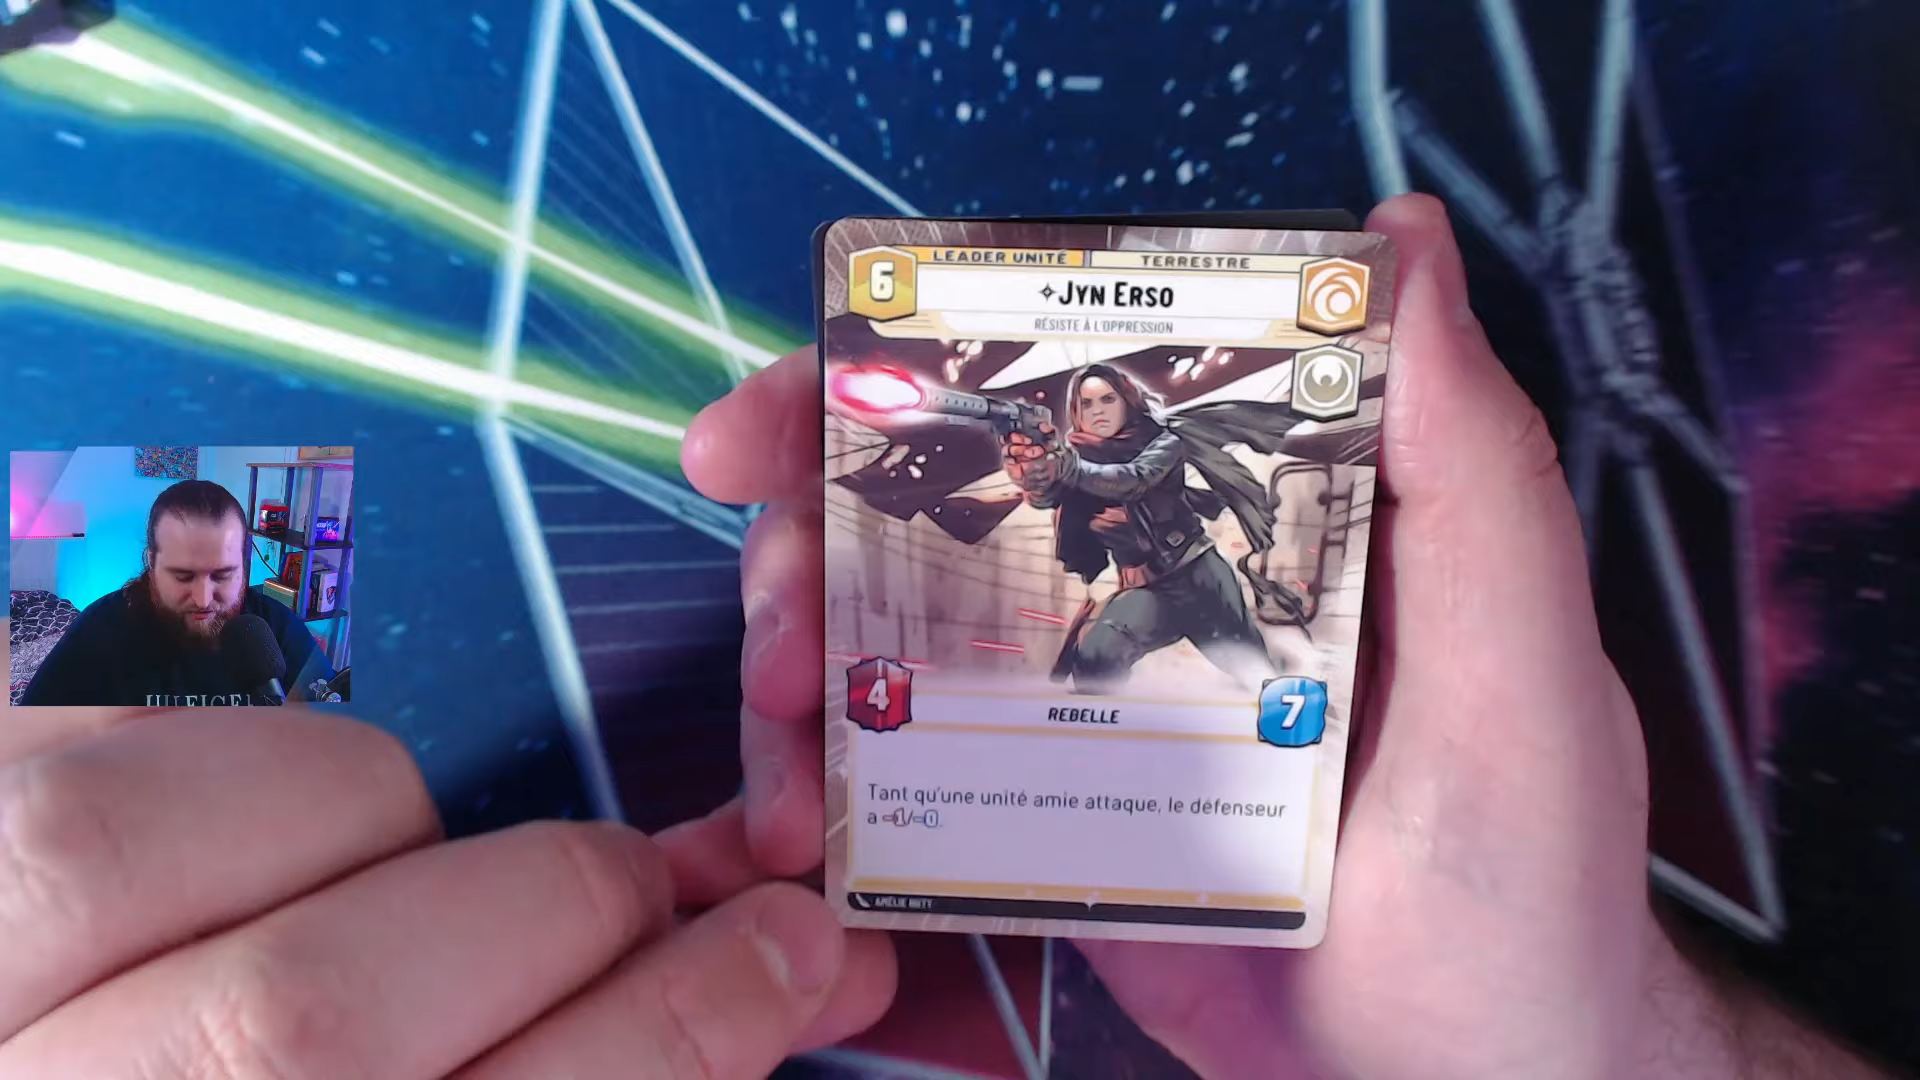 LEADER UNITÉ
TERRESTRE
6
JYN ERSO
RÉSISTE À L'OPPRESSION
4
REBELLE
7
Tant qu'une unité amie attaque, le défenseur
a -1/-1.